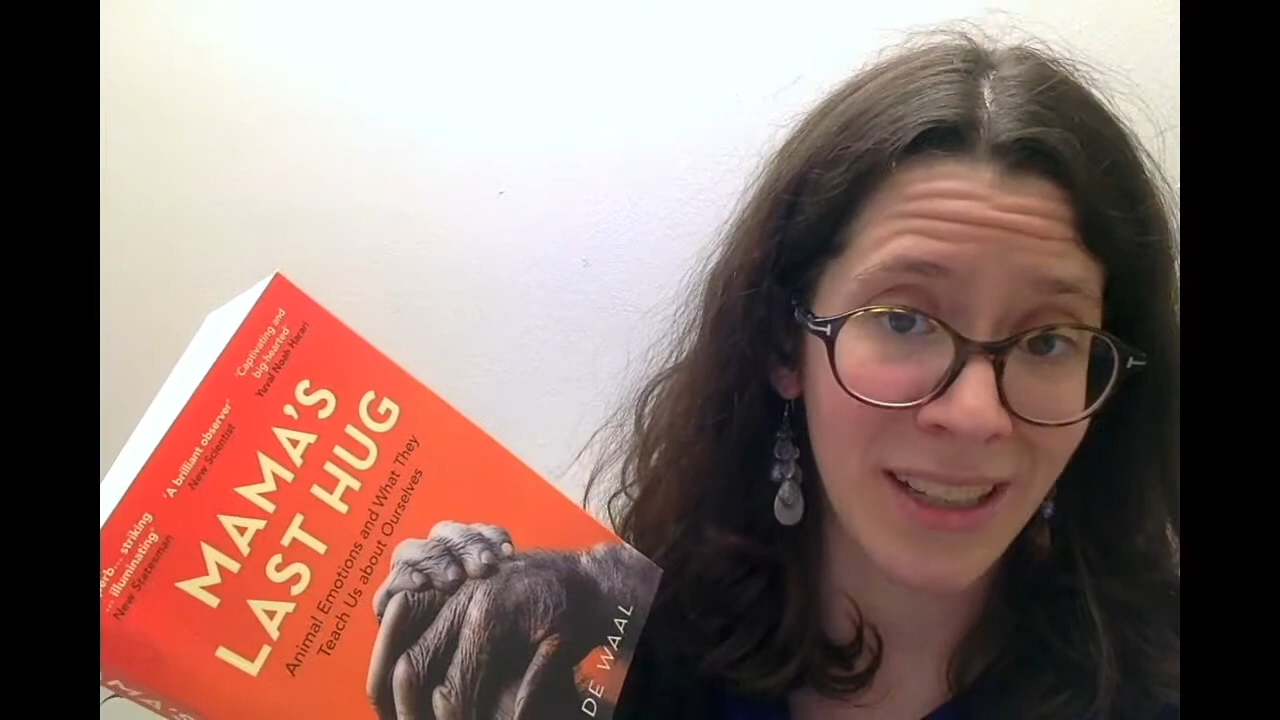 'Captivating and
big-hearted'
Yuval Noah Harari
'A brilliant observer'
New Scientist
striking
illuminating'
New Statesman
MAMA'S
LAST HUG
Animal Emotions and What They
Teach Us about Ourselves
DE WAAL